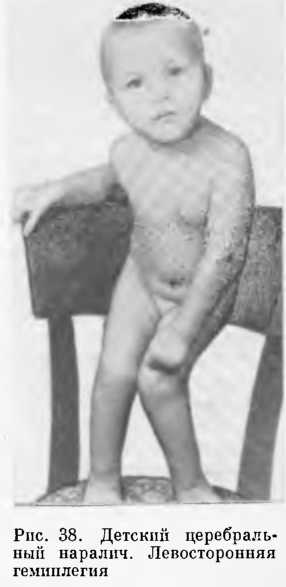 Рис. 38. Детский церебраль-
ный наралич. Левосторонняя
гемиплегия